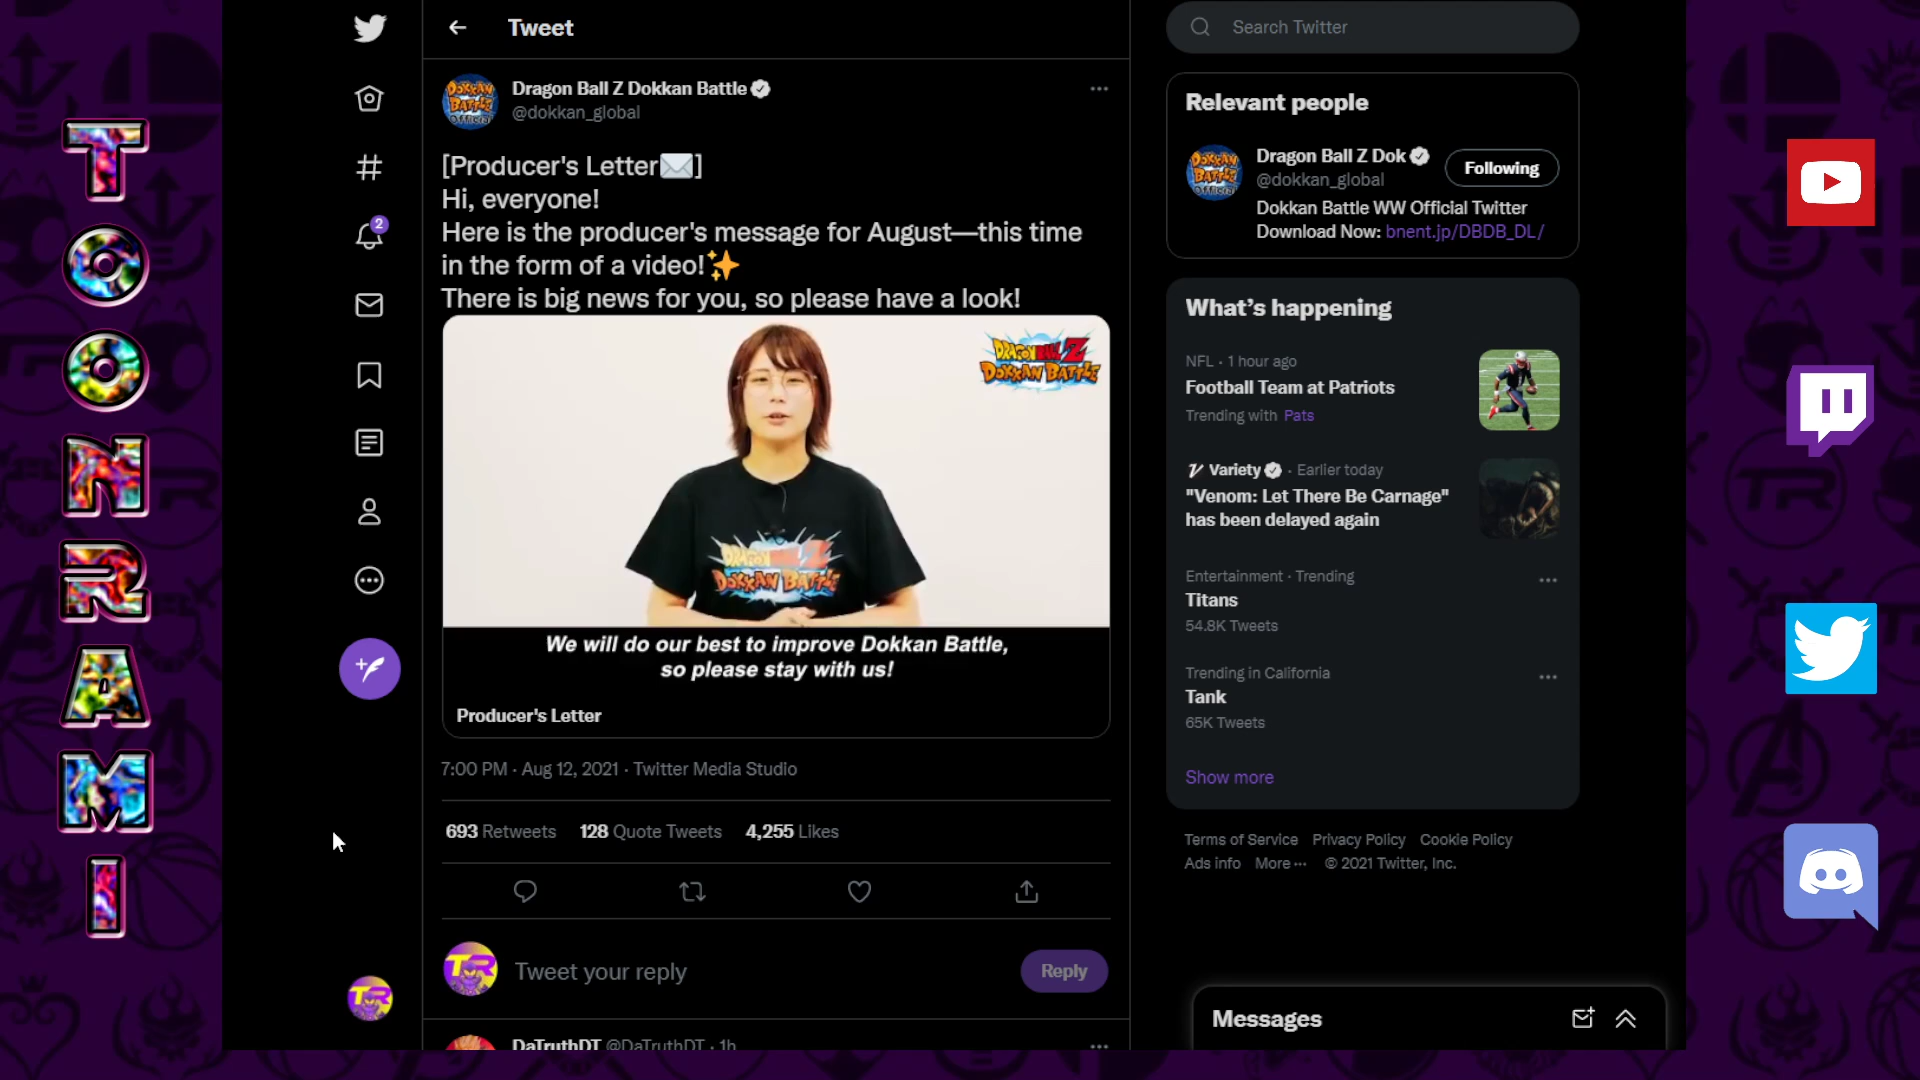 TOONRAMI
Tweet
Dragon Ball Z Dokkan Battle
@dokkan_global
[Producer's Letter✉️]
Hi, everyone!
Here is the producer's message for August—this time
in the form of a video!✨
There is big news for you, so please have a look!
DRAGON BALL Z
DOKKAN BATTLE
DRAGON BALL Z
DOKKAN BATTLE
We will do our best to improve Dokkan Battle,
so please stay with us!
Producer's Letter
7:00 PM · Aug 12, 2021 · Twitter Media Studio
693 Retweets 128 Quote Tweets 4,255 Likes
Tweet your reply
Reply
DaTruthDT @DaTruthDT · 1h
2
TR
TR
Search Twitter
Relevant people
Dragon Ball Z Dok
@dokkan_global
Following
Dokkan Battle WW Official Twitter
Download Now: bnent.jp/DBDB_DL/
What's happening
NFL · 1 hour ago
Football Team at Patriots
Trending with Pats
Variety · Earlier today
"Venom: Let There Be Carnage"
has been delayed again
Entertainment · Trending
Titans
54.8K Tweets
Trending in California
Tank
65K Tweets
Show more
Terms of Service Privacy Policy Cookie Policy
Ads info More ··· © 2021 Twitter, Inc.
Messages